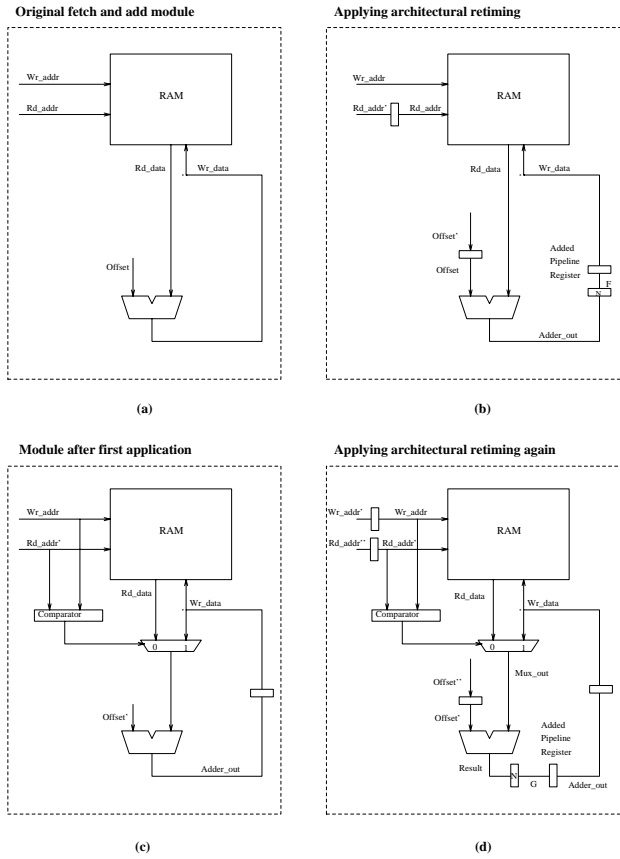 Original fetch and add module
Wr_addr
Rd_addr
RAM
Rd_data
Wr_data
Offset
(a)
Applying architectural retiming
Wr_addr
Rd_addr'
Rd_addr
RAM
Rd_data
Wr_data
Offset'
Offset
Added
Pipeline
Register
F
N
Adder_out
(b)
Module after first application
Wr_addr
Rd_addr'
RAM
Rd_data
Wr_data
Comparator
0
1
Offset'
Adder_out
(c)
Applying architectural retiming again
Wr_addr'
Wr_addr
Rd_addr''
Rd_addr'
RAM
Rd_data
Wr_data
Comparator
0
1
Mux_out
Offset''
Offset'
Added
Pipeline
Register
Result
N
G
Adder_out
(d)